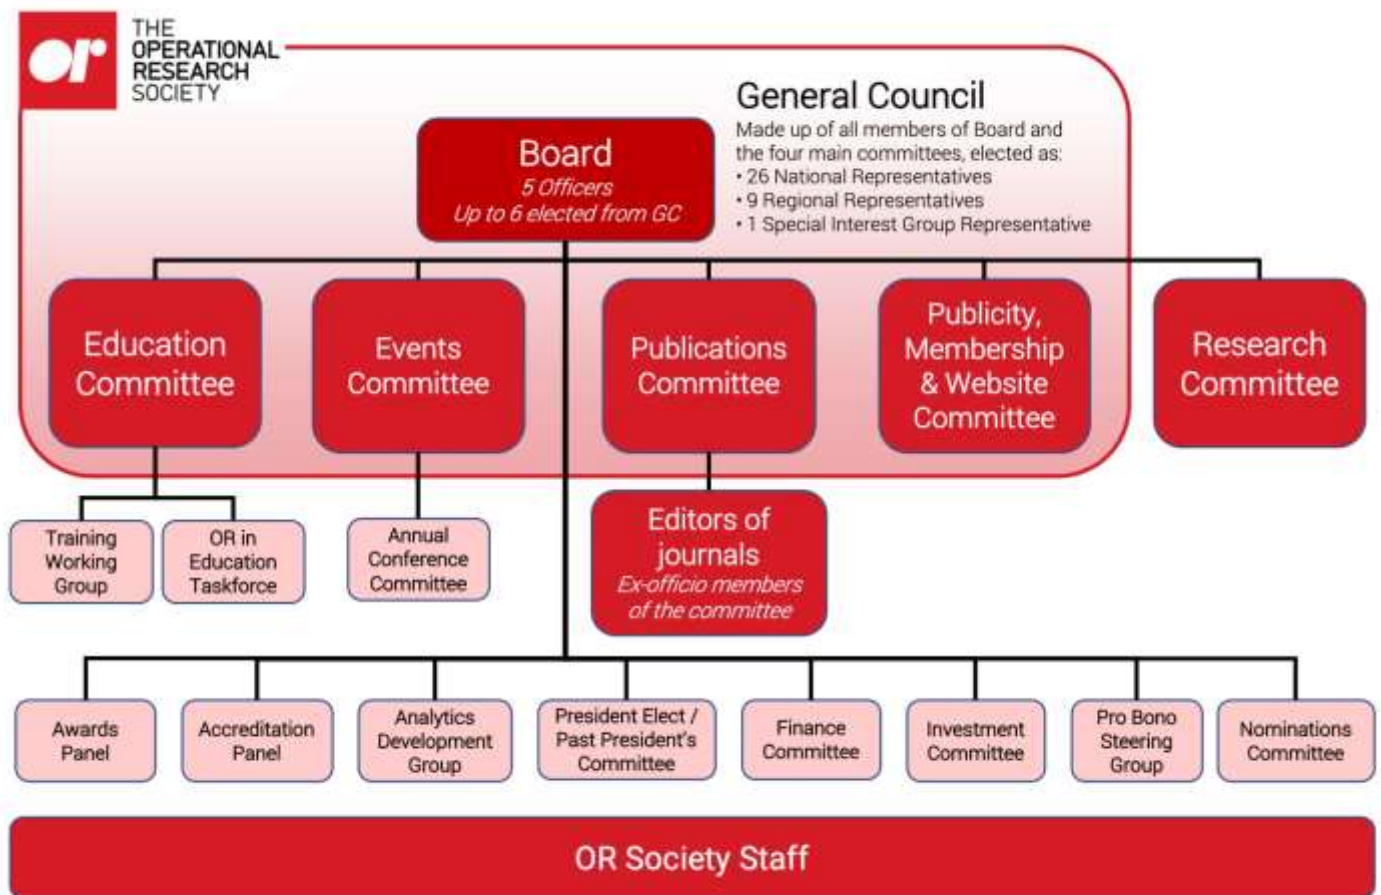 or
THE
OPERATIONAL
RESEARCH
SOCIETY
General Council
Made up of all members of Board and
the four main committees, elected as:
• 26 National Representatives
• 9 Regional Representatives
• 1 Special Interest Group Representative
Board
5 Officers
Up to 6 elected from GC
Education
Committee
Events
Committee
Publications
Committee
Publicity,
Membership
& Website
Committee
Research
Committee
Training
Working
Group
OR in
Education
Taskforce
Annual
Conference
Committee
Editors of
journals
Ex-officio members
of the committee
Awards
Panel
Accreditation
Panel
Analytics
Development
Group
President Elect /
Past President's
Committee
Finance
Committee
Investment
Committee
Pro Bono
Steering
Group
Nominations
Committee
OR Society Staff